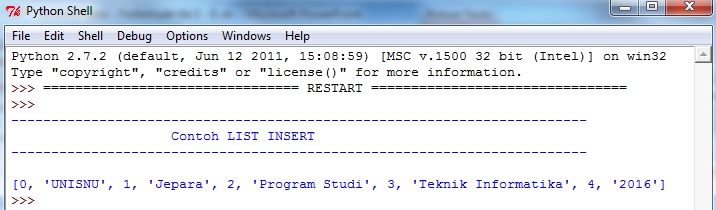 Python Shell
File Edit Shell Debug Options Windows Help
Python 2.7.2 (default, Jun 12 2011, 15:08:59) [MSC v.1500 32 bit (Intel)] on win32
Type "copyright", "credits" or "license()" for more information.
>>> ================================ RESTART ================================
>>>
------------------------------------------------------------------------
                    Contoh LIST INSERT
------------------------------------------------------------------------
[0, 'UNISNU', 1, 'Jepara', 2, 'Program Studi', 3, 'Teknik Informatika', 4, '2016']
>>>